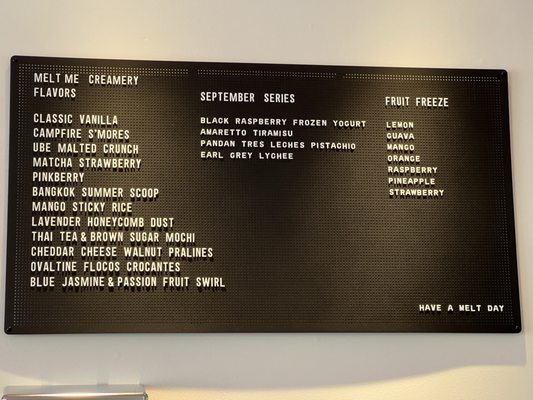 MELT ME CREAMERY
FLAVORS
CLASSIC VANILLA
CAMPFIRE S'MORES
UBE MALTED CRUNCH
MATCHA STRAWBERRY
PINKBERRY
BANGKOK SUMMER SCOOP
MANGO STICKY RICE
LAVENDER HONEYCOMB DUST
THAI TEA & BROWN SUGAR MOCHI
CHEDDAR CHEESE WALNUT PRALINES
OVALTINE FLOCOS CROCANTES
BLUE JASMINE & PASSION FRUIT SWIRL
SEPTEMBER SERIES
BLACK RASPBERRY FROZEN YOGURT
AMARETTO TIRAMISU
PANDAN TRES LECHES PISTACHIO
EARL GREY LYCHEE
FRUIT FREEZE
LEMON
GUAVA
MANGO
ORANGE
RASPBERRY
PINEAPPLE
STRAWBERRY
HAVE A MELT DAY